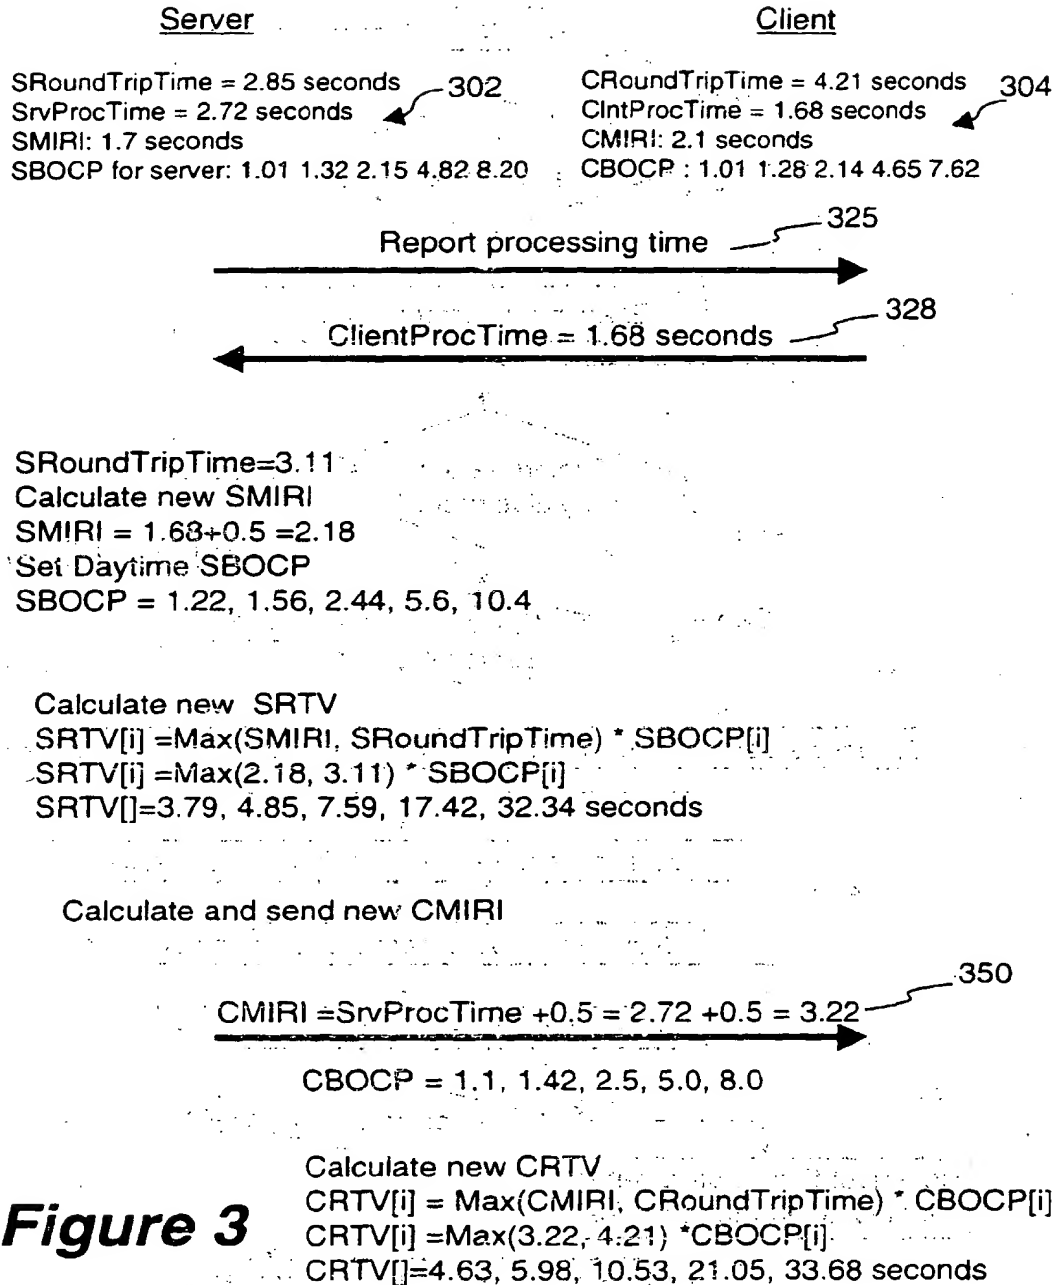 Server
Client
SRoundTripTime = 2.85 seconds
SrvProcTime = 2.72 seconds
SMIRI: 1.7 seconds
SBOCP for server: 1.01 1.32 2.15 4.82 8.20
302
CRoundTripTime = 4.21 seconds
ClntProcTime = 1.68 seconds
CMIRI: 2.1 seconds
CBOCP : 1.01 1.28 2.14 4.65 7.62
304
Report processing time
325
ClientProcTime = 1.68 seconds
328
SRoundTripTime=3.11
Calculate new SMIRI
SMIRI = 1.68+0.5 =2.18
Set Daytime SBOCP
SBOCP = 1.22, 1.56, 2.44, 5.6, 10.4
Calculate new SRTV
SRTV[i] =Max(SMIRI, SRoundTripTime) * SBOCP[i]
SRTV[i] =Max(2.18, 3.11) * SBOCP[i]
SRTV[]=3.79, 4.85, 7.59, 17.42, 32.34 seconds
Calculate and send new CMIRI
350
CMIRI =SrvProcTime +0.5 = 2.72 +0.5 = 3.22
CBOCP = 1.1, 1.42, 2.5, 5.0, 8.0
Calculate new CRTV
CRTV[i] = Max(CMIRI, CRoundTripTime) * CBOCP[i]
CRTV[i] =Max(3.22, 4.21) *CBOCP[i]
CRTV[]=4.63, 5.98, 10.53, 21.05, 33.68 seconds
Figure 3